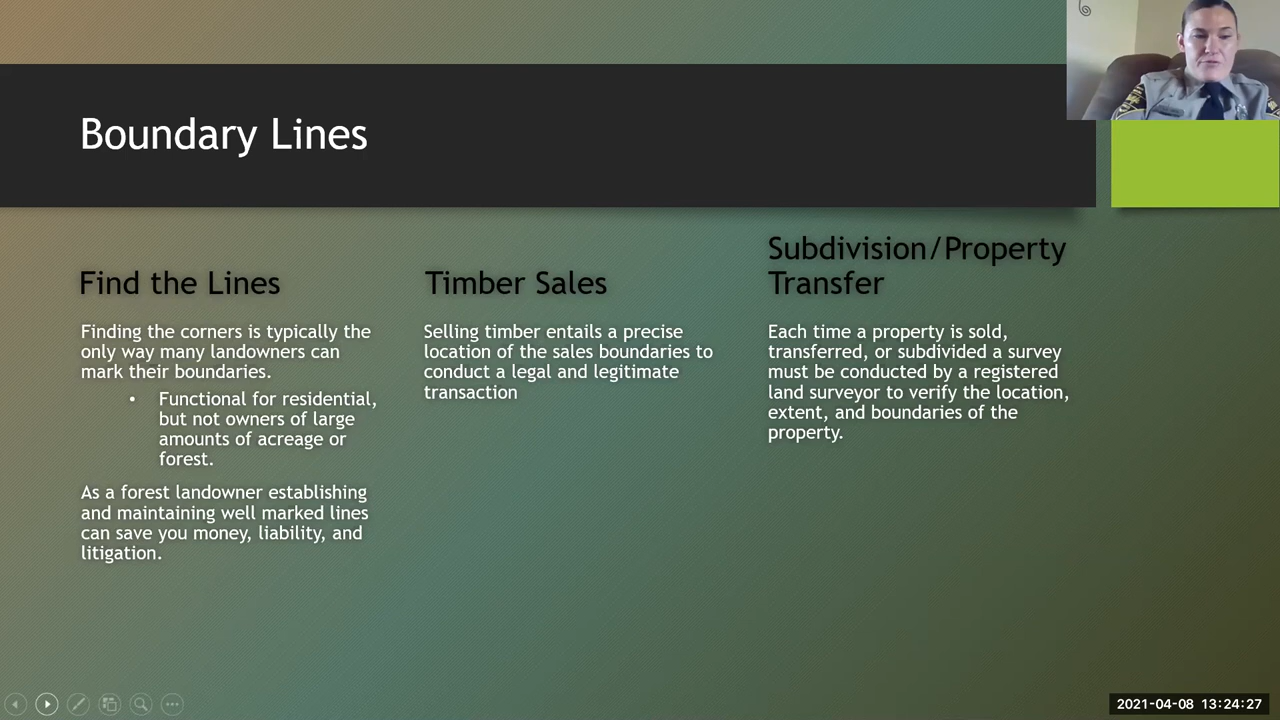 Boundary Lines
Find the Lines
Finding the corners is typically the
only way many landowners can
mark their boundaries.
• Functional for residential,
but not owners of large
amounts of acreage or
forest.
As a forest landowner establishing
and maintaining well marked lines
can save you money, liability, and
litigation.
Timber Sales
Selling timber entails a precise
location of the sales boundaries to
conduct a legal and legitimate
transaction
Subdivision/Property
Transfer
Each time a property is sold,
transferred, or subdivided a survey
must be conducted by a registered
land surveyor to verify the location,
extent, and boundaries of the
property.
2021-04-08 13:24:27